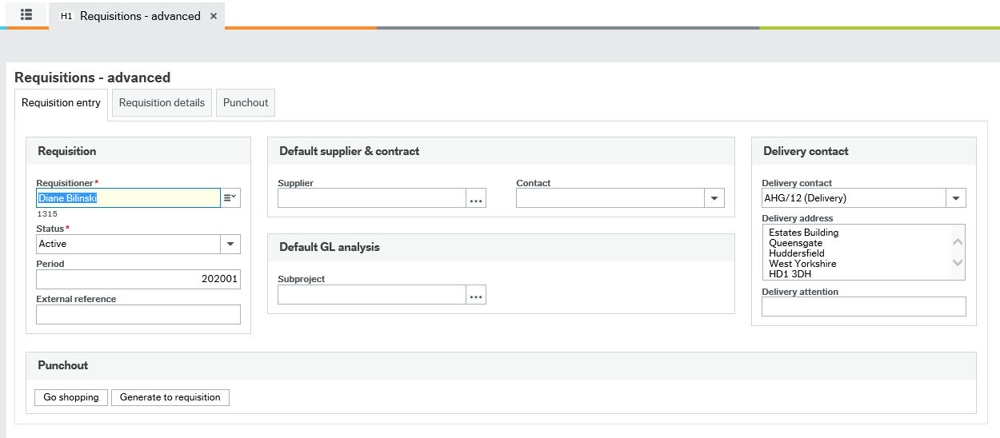 H1 Requisitions - advanced ×
Requisitions - advanced
Requisition entry
Requisition details
Punchout
Requisition
Requisitioner*
Diane Bilinski
1315
Status*
Active
Period
202001
External reference
Default supplier & contract
Supplier
...
Contact
Default GL analysis
Subproject
...
Delivery contact
Delivery contact
AHG/12 (Delivery)
Delivery address
Estates Building
Queensgate
Huddersfield
West Yorkshire
HD1 3DH
Delivery attention
Punchout
Go shopping
Generate to requisition